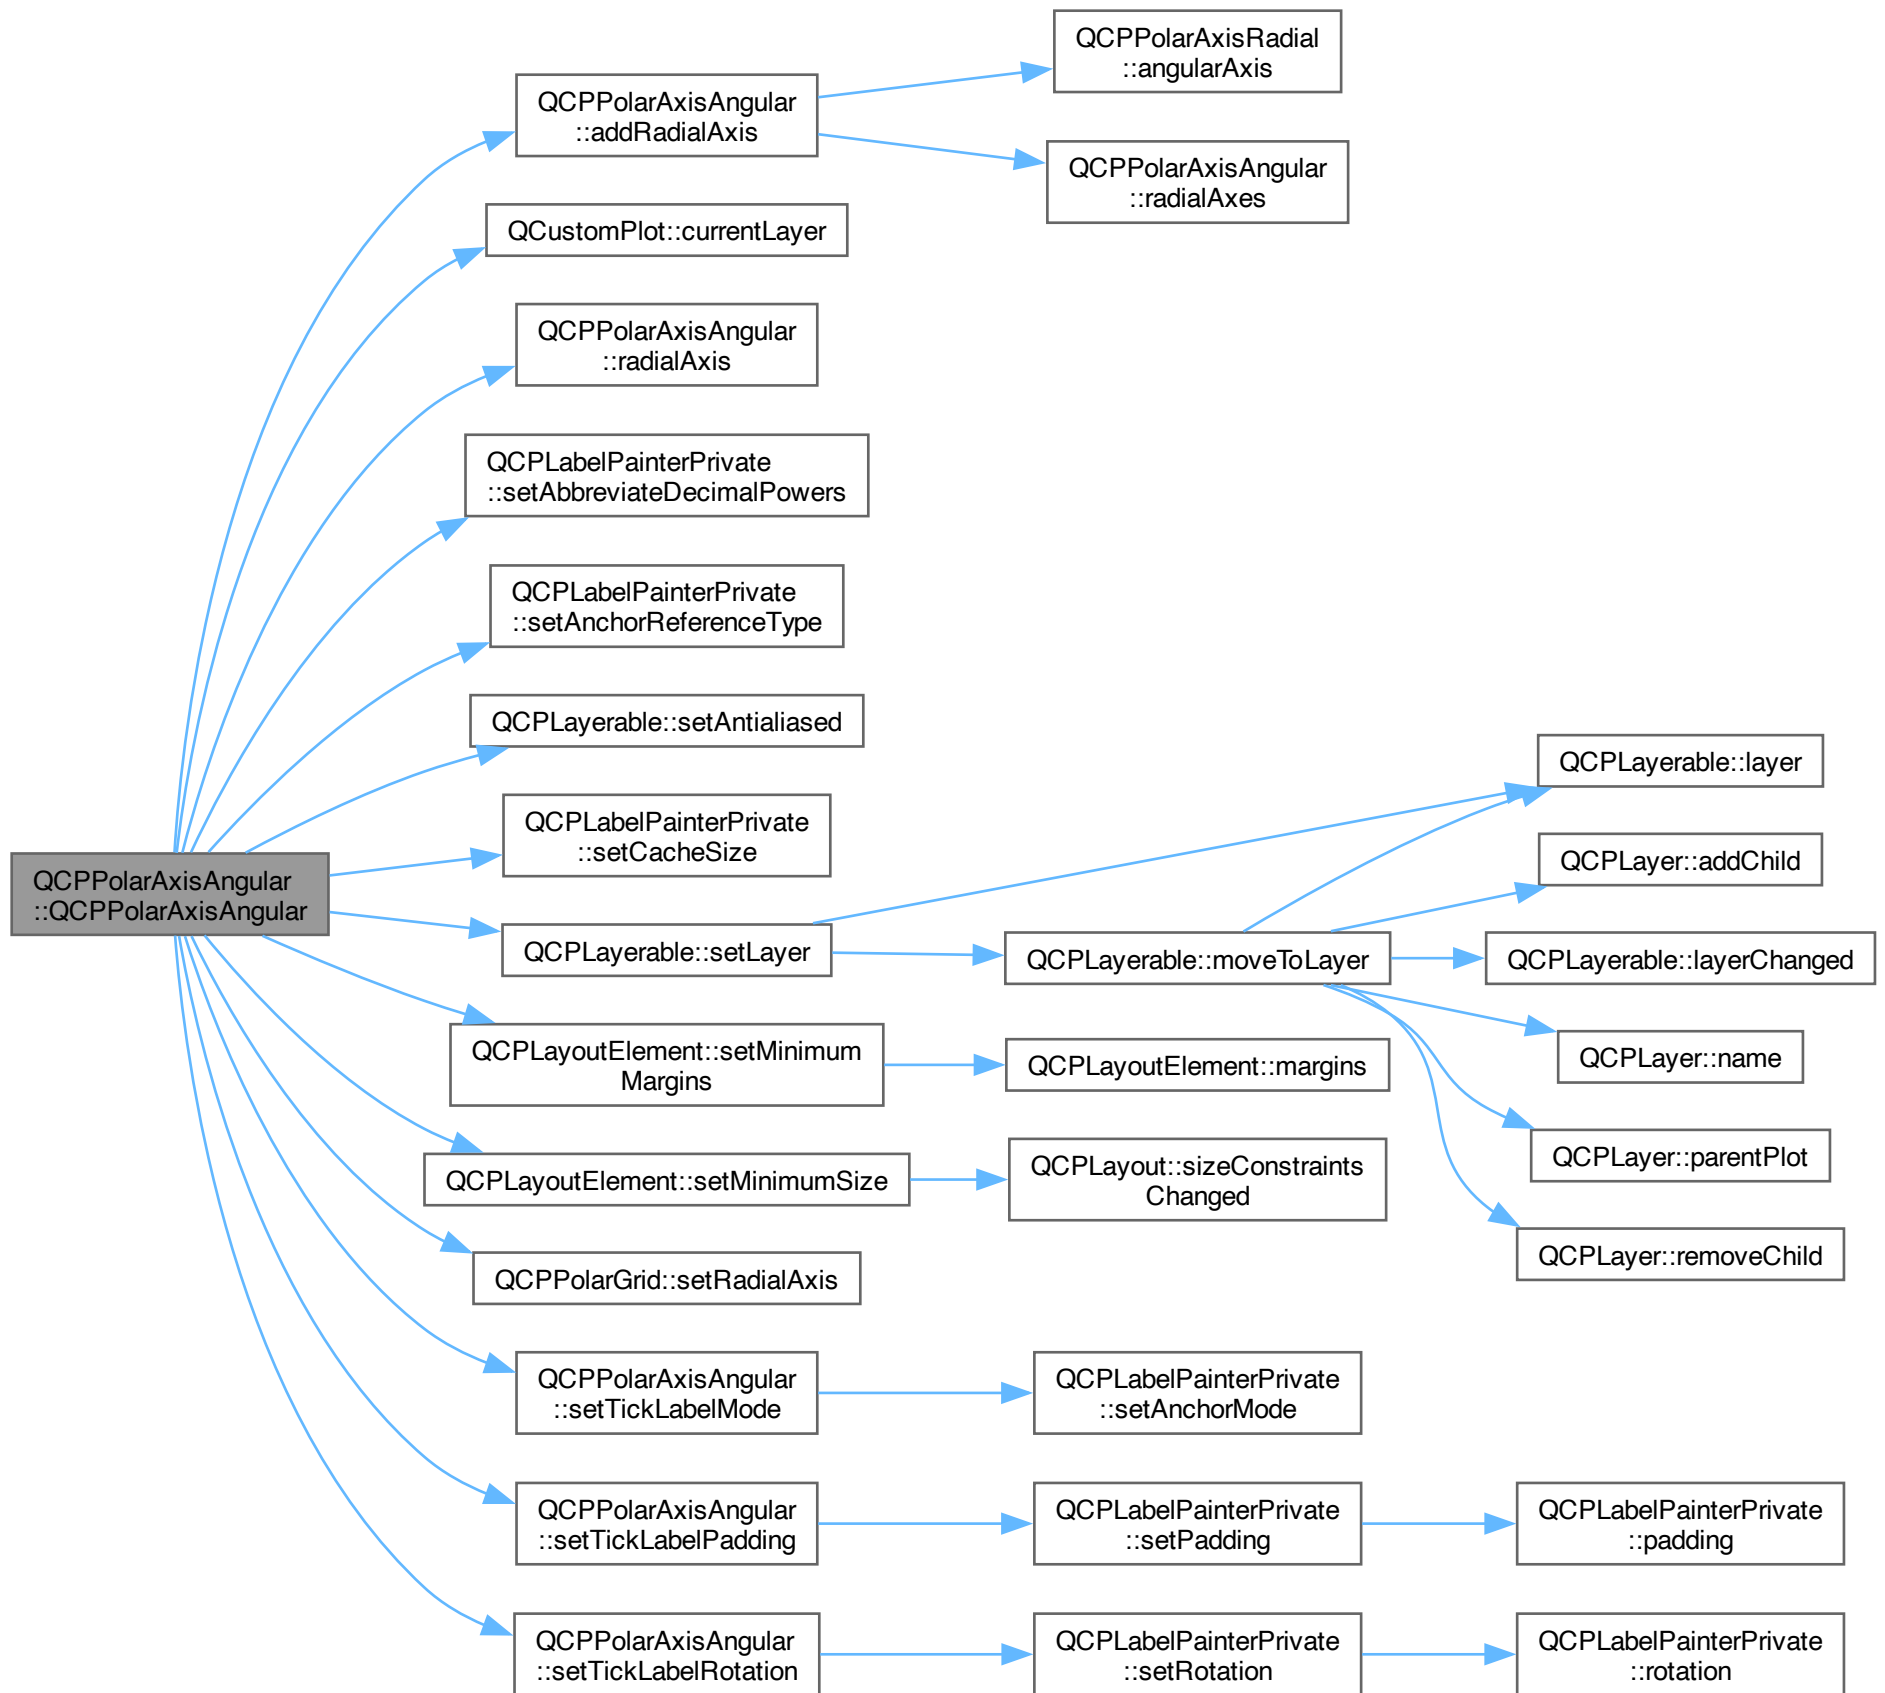 QCPPolarAxisAngular
::QCPPolarAxisAngular
QCPPolarAxisAngular
::addRadialAxis
QCPPolarAxisRadial
::angularAxis
QCPPolarAxisAngular
::radialAxes
QCustomPlot::currentLayer
QCPPolarAxisAngular
::radialAxis
QCPLabelPainterPrivate
::setAbbreviateDecimalPowers
QCPLabelPainterPrivate
::setAnchorReferenceType
QCPLayerable::setAntialiased
QCPLabelPainterPrivate
::setCacheSize
QCPLayerable::setLayer
QCPLayerable::layer
QCPLayerable::moveToLayer
QCPLayer::addChild
QCPLayerable::layerChanged
QCPLayer::name
QCPLayer::parentPlot
QCPLayer::removeChild
QCPLayoutElement::setMinimum
Margins
QCPLayoutElement::margins
QCPLayoutElement::setMinimumSize
QCPLayout::sizeConstraints
Changed
QCPPolarGrid::setRadialAxis
QCPPolarAxisAngular
::setTickLabelMode
QCPLabelPainterPrivate
::setAnchorMode
QCPPolarAxisAngular
::setTickLabelPadding
QCPLabelPainterPrivate
::setPadding
QCPLabelPainterPrivate
::padding
QCPPolarAxisAngular
::setTickLabelRotation
QCPLabelPainterPrivate
::setRotation
QCPLabelPainterPrivate
::rotation